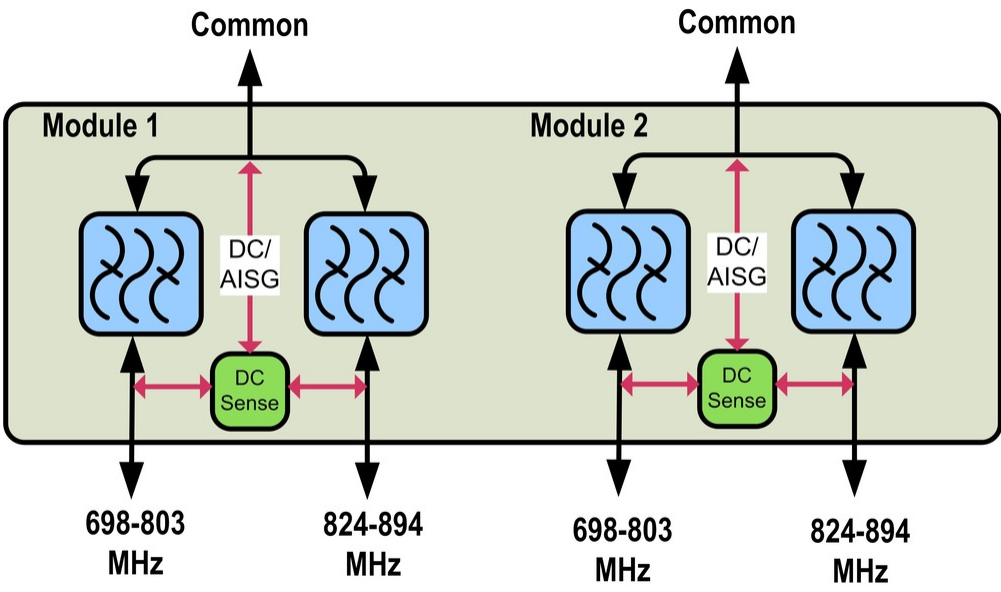 Common
Common
Module 1
Module 2
DC/
AISG
DC/
AISG
DC
Sense
DC
Sense
698-803
MHz
824-894
MHz
698-803
MHz
824-894
MHz